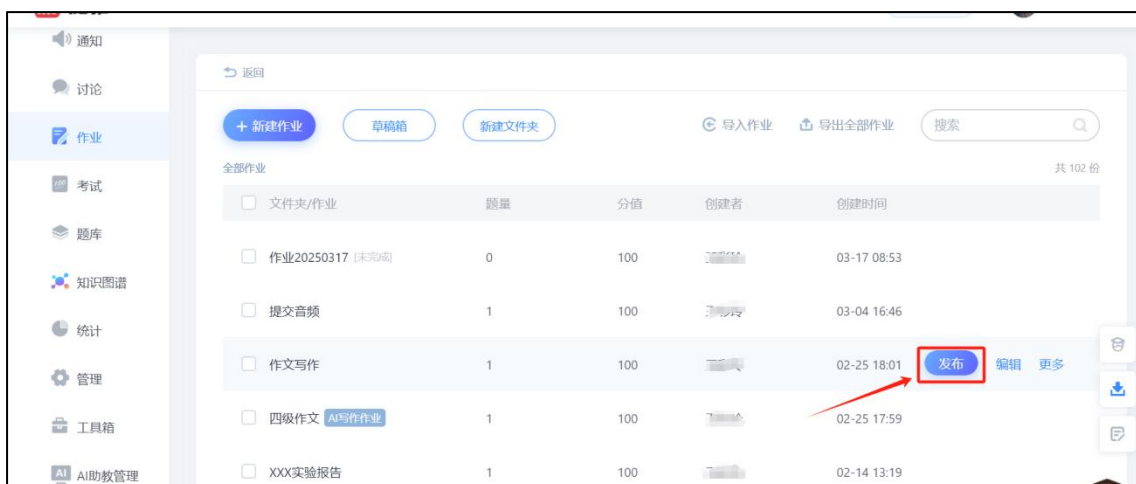 通知
讨论
作业
考试
题库
知识图谱
统计
管理
工具箱
AI AI助教管理
返回
+ 新建作业 草稿箱 新建文件夹 导入作业 导出全部作业 搜索
全部作业 共 102 份
文件夹/作业 题量 分值 创建者 创建时间
作业20250317 [未完成] 0 100 03-17 08:53
提交音频 1 100 03-04 16:46
作文写作 1 100 02-25 18:01 发布 编辑 更多
四级作文 AI写作作业 1 100 02-25 17:59
XXX实验报告 1 100 02-14 13:19